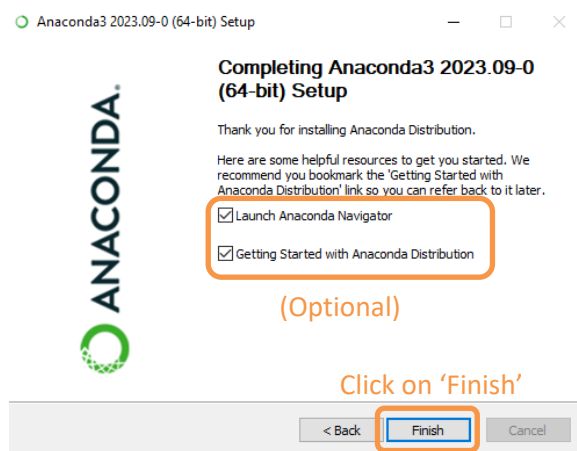 Anaconda3 2023.09-0 (64-bit) Setup
Completing Anaconda3 2023.09-0
(64-bit) Setup
ANACONDA.
Thank you for installing Anaconda Distribution.
Here are some helpful resources to get you started. We
recommend you bookmark the 'Getting Started with
Anaconda Distribution' link so you can refer back to it later.
Launch Anaconda Navigator
Getting Started with Anaconda Distribution
(Optional)
Click on ‘Finish’
< Back Finish Cancel